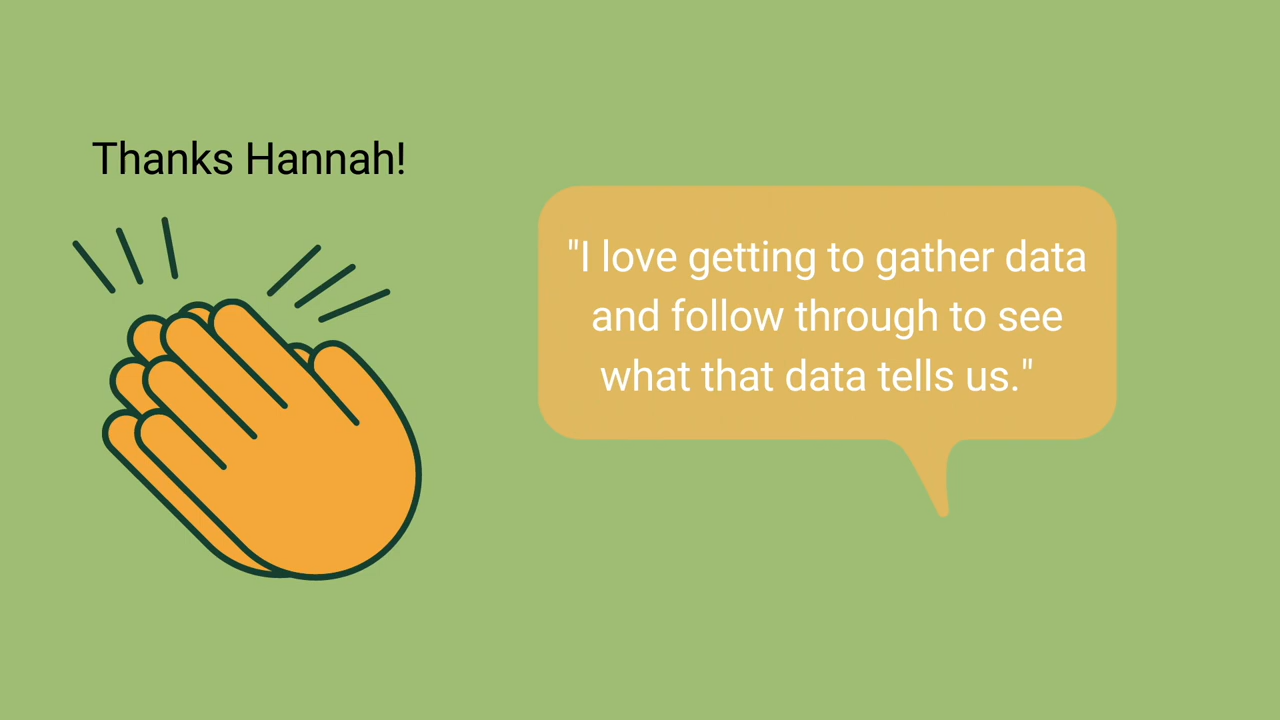 Thanks Hannah!
"I love getting to gather data
and follow through to see
what that data tells us."